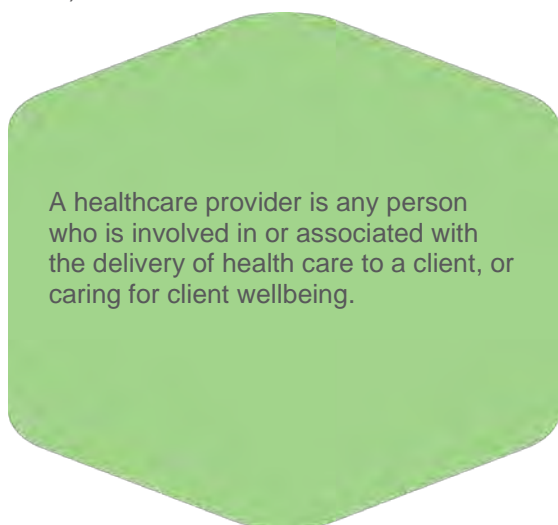 A healthcare provider is any person
who is involved in or associated with
the delivery of health care to a client, or
caring for client wellbeing.